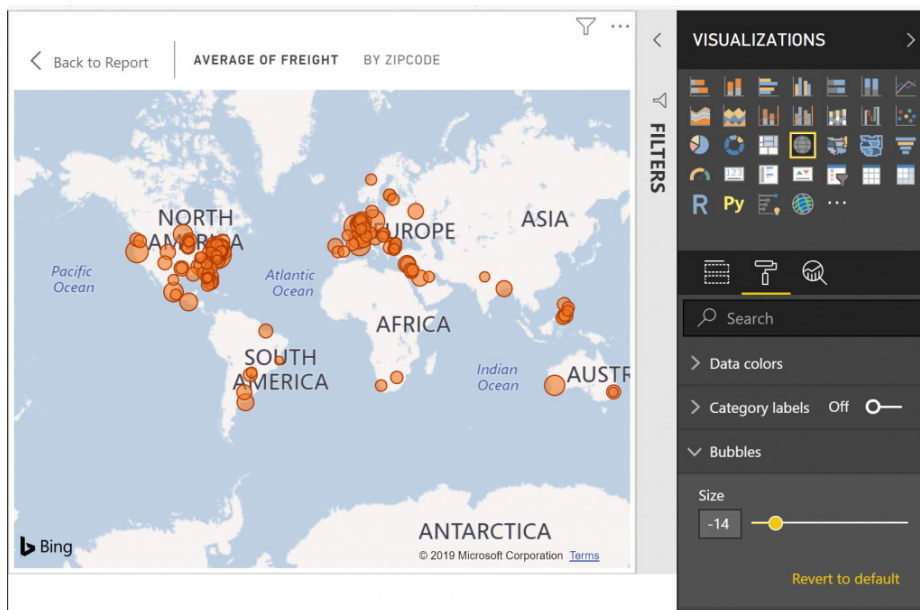 Back to Report
AVERAGE OF FREIGHT BY ZIPCODE
NORTH
AMERICA
EUROPE
ASIA
Pacific
Ocean
Atlantic
Ocean
AFRICA
SOUTH
AMERICA
Indian
Ocean
AUSTR
ANTARCTICA
Bing
© 2019 Microsoft Corporation Terms
FILTERS
VISUALIZATIONS
123
R Py
Search
Data colors
Category labels Off
Bubbles
Size
-14
Revert to default